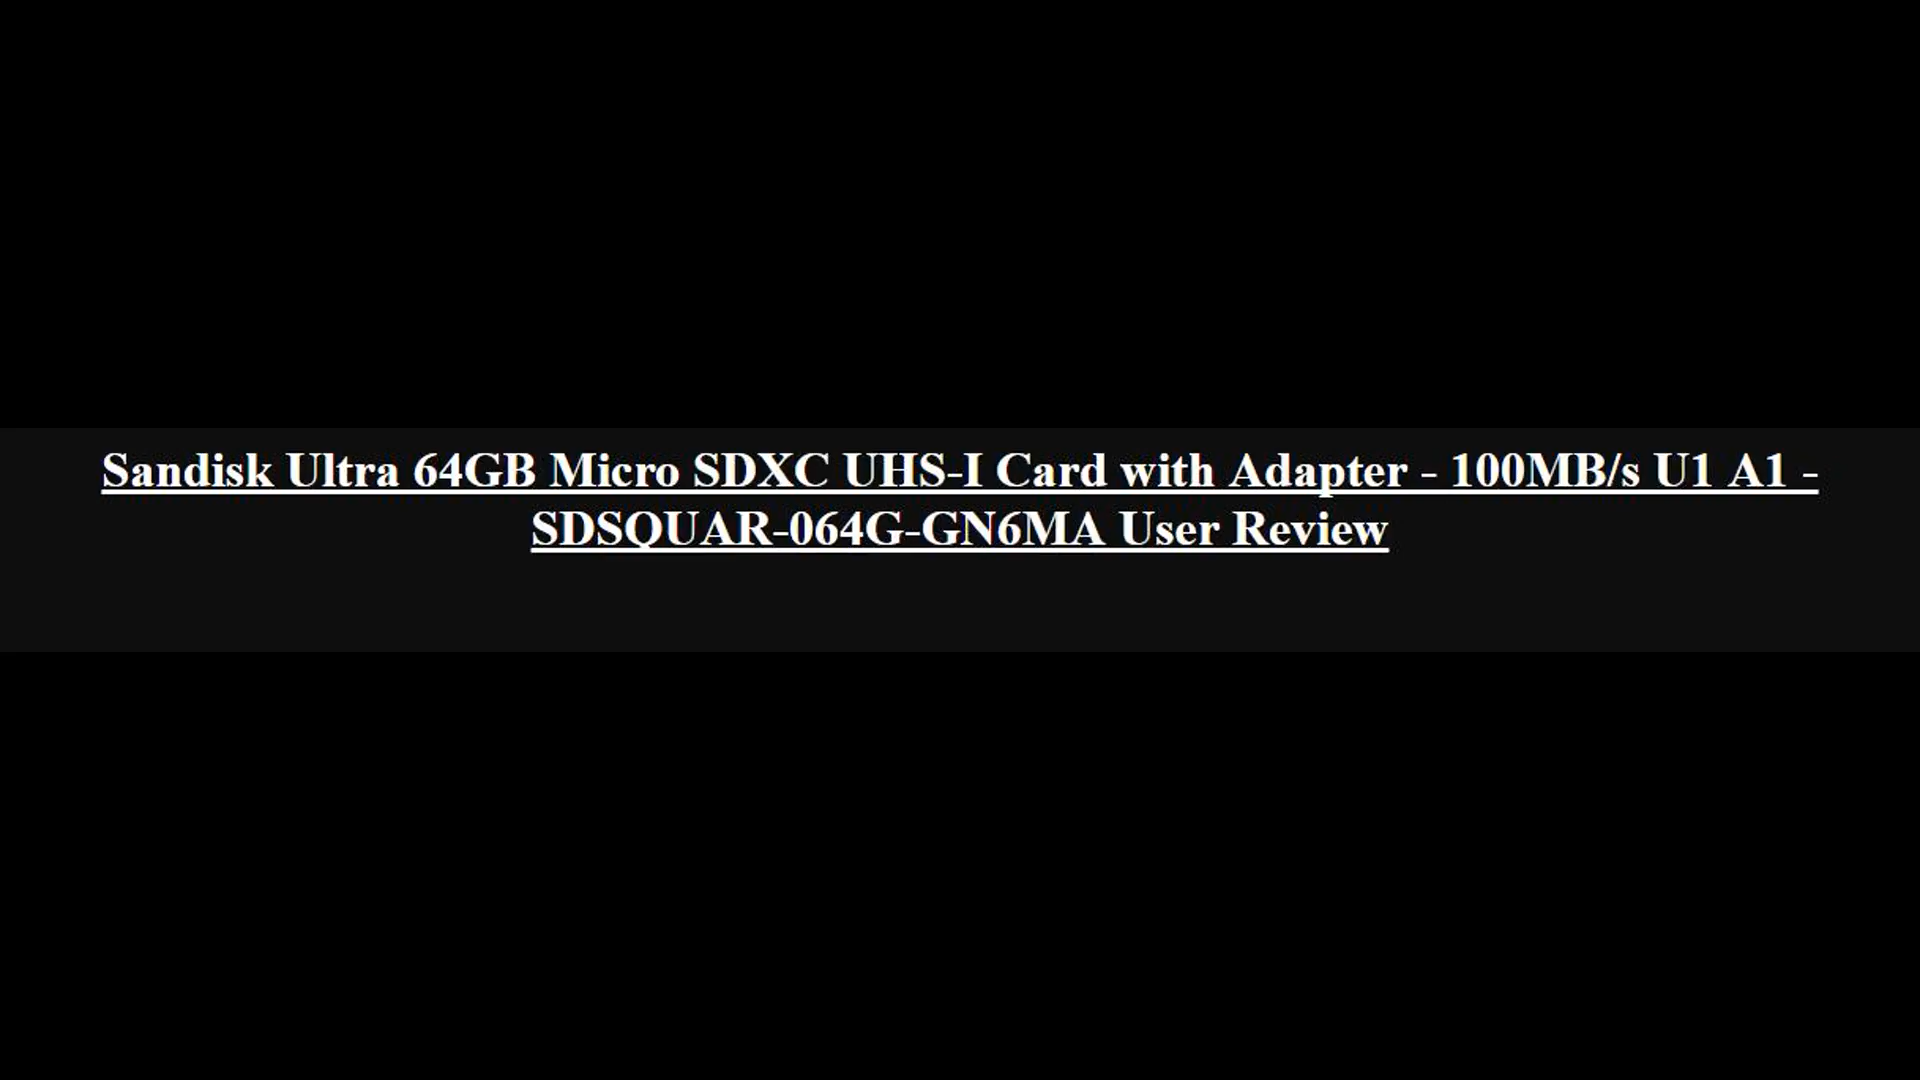 Sandisk Ultra 64GB Micro SDXC UHS-I Card with Adapter - 100MB/s U1 A1 -
SDSQUAR-064G-GN6MA User Review